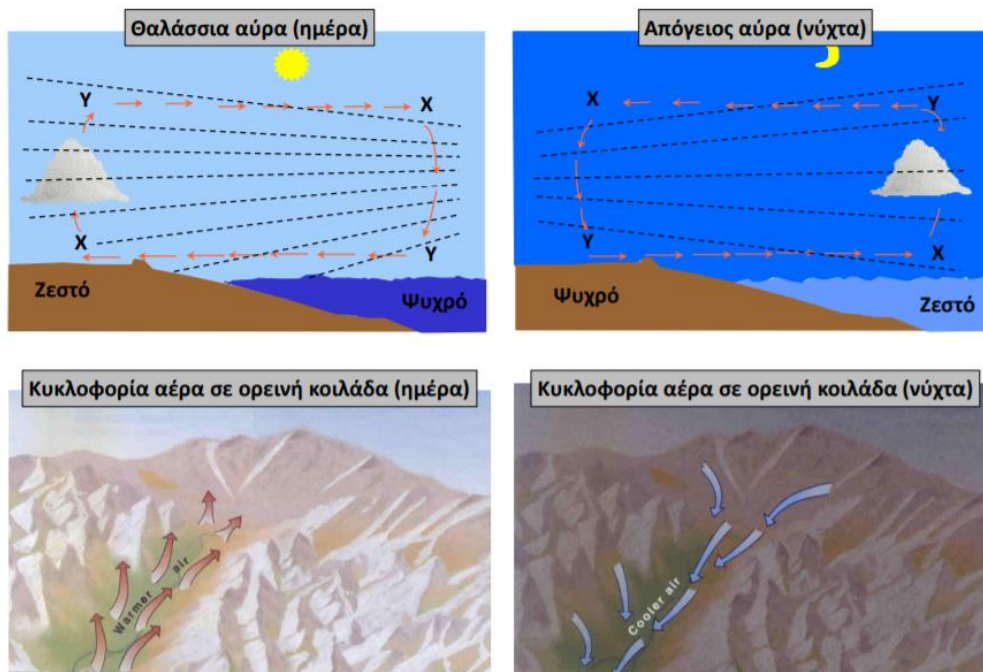 Θαλάσσια αύρα (ημέρα)
Υ
Χ
Χ
Υ
Ζεστό
Ψυχρό
Απόγειος αύρα (νύχτα)
Χ
Υ
Υ
Χ
Ψυχρό
Ζεστό
Κυκλοφορία αέρα σε ορεινή κοιλάδα (ημέρα)
Warmer air
Κυκλοφορία αέρα σε ορεινή κοιλάδα (νύχτα)
Cooler air